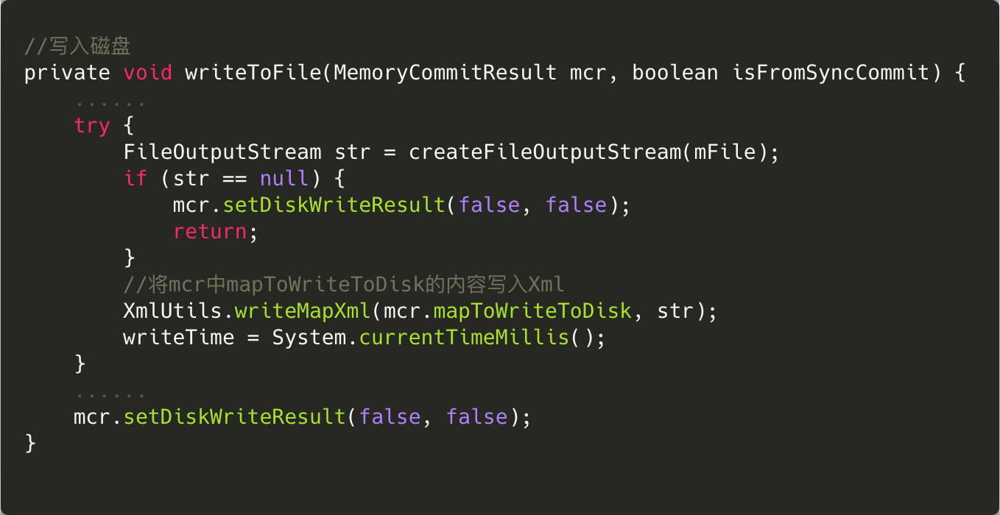 //写入磁盘
private void writeToFile(MemoryCommitResult mcr, boolean isFromSyncCommit) {
    ......
    try {
        FileOutputStream str = createFileOutputStream(mFile);
        if (str == null) {
            mcr.setDiskWriteResult(false, false);
            return;
        }
        //将mcr中mapToWriteToDisk的内容写入Xml
        XmlUtils.writeMapXml(mcr.mapToWriteToDisk, str);
        writeTime = System.currentTimeMillis();
    }
    ......
    mcr.setDiskWriteResult(false, false);
}